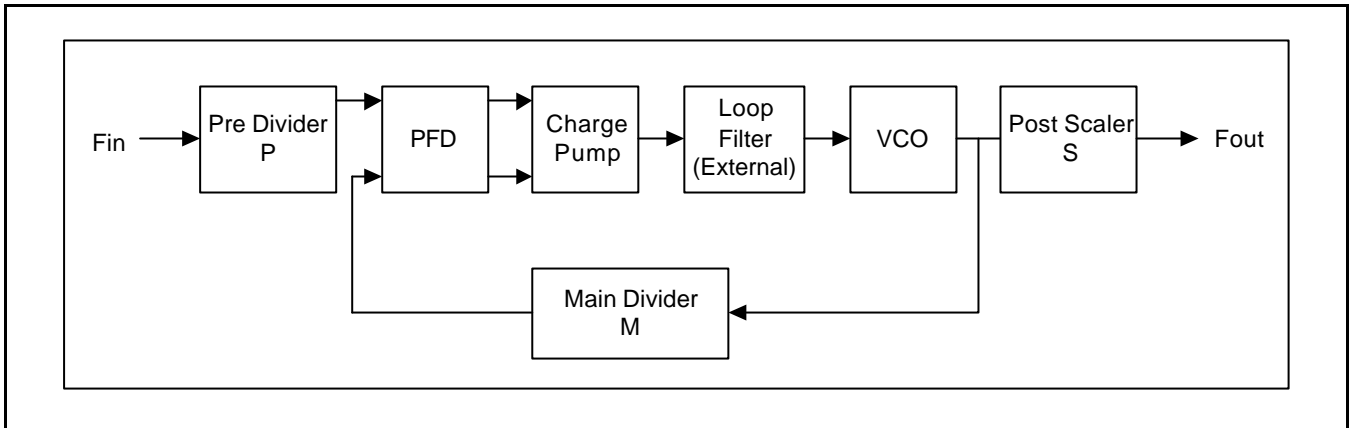 Fin
Pre Divider
P
PFD
Charge
Pump
Loop
Filter
(External)
VCO
Post Scaler
S
Fout
Main Divider
M